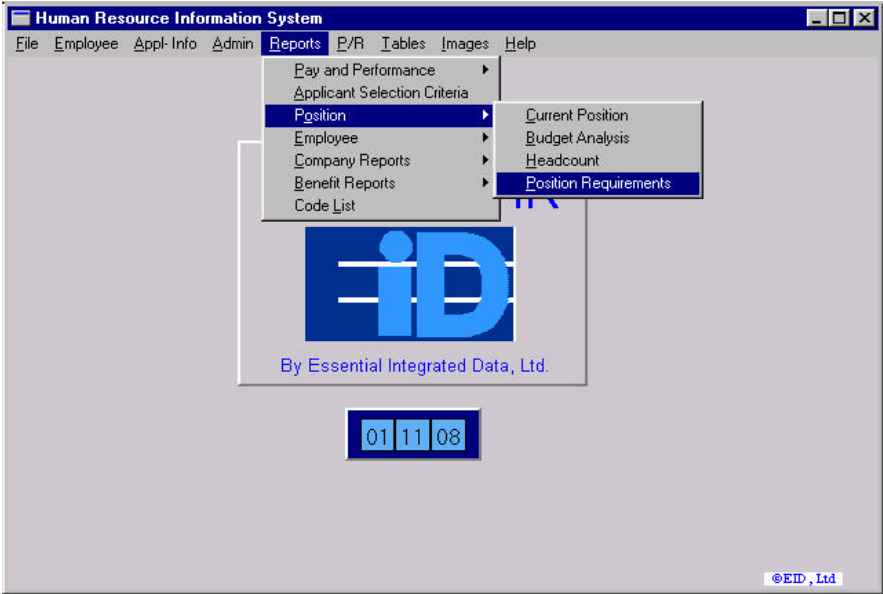 Human Resource Information System
File Employee Appl- Info Admin Reports P/R Tables Images Help
Pay and Performance
Applicant Selection Criteria
Position
Employee
Company Reports
Benefit Reports
Code List
Current Position
Budget Analysis
Headcount
Position Requirements
iD
By Essential Integrated Data, Ltd.
01 11 08
©EID, Ltd